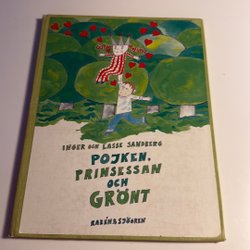 INGER OCH LASSE SANDBERG
POJKEN,
PRINSESSAN
OCH
GRÖNT
RABÉN & SJÖGREN